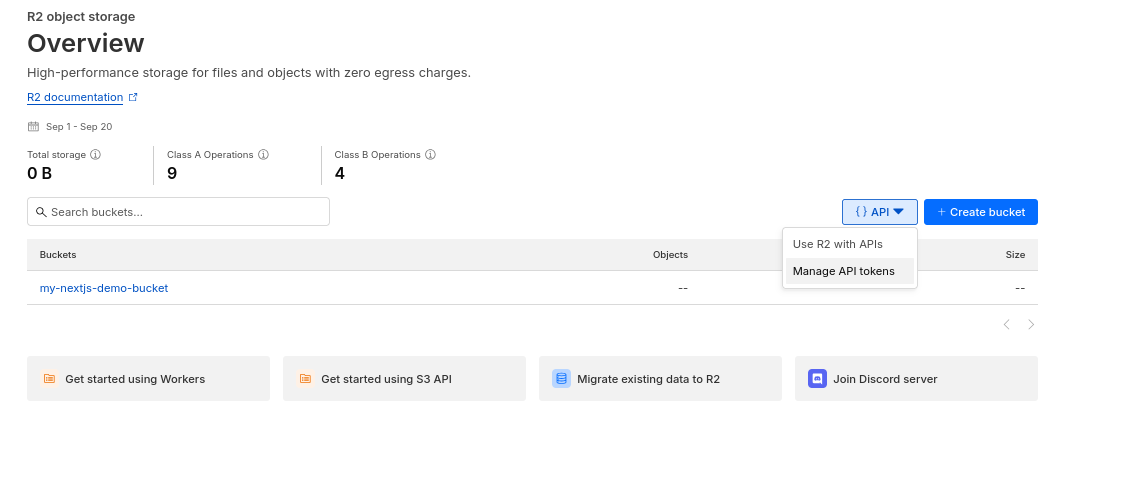 R2 object storage
Overview
High-performance storage for files and objects with zero egress charges.
R2 documentation
Sep 1 - Sep 20
Total storage Class A Operations Class B Operations
0 B 9 4
Search buckets...
{ } API + Create bucket
Use R2 with APIs
Manage API tokens
Buckets Objects Size
my-nextjs-demo-bucket -- --
Get started using Workers Get started using S3 API Migrate existing data to R2 Join Discord server